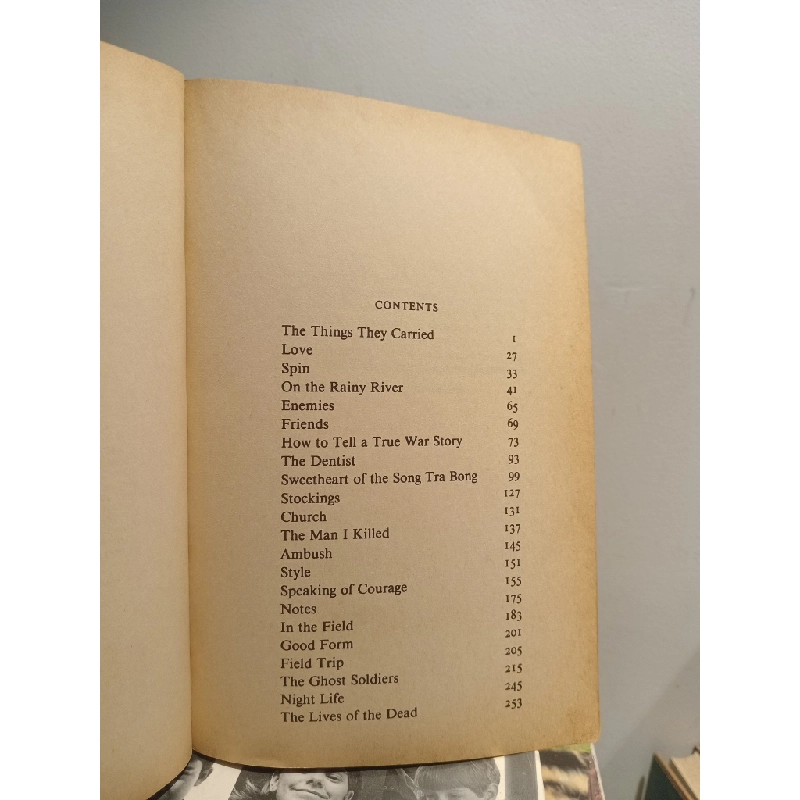 CONTENTS
The Things They Carried 1
Love 27
Spin 33
On the Rainy River 41
Enemies 65
Friends 69
How to Tell a True War Story 73
The Dentist 93
Sweetheart of the Song Tra Bong 99
Stockings 127
Church 131
The Man I Killed 137
Ambush 145
Style 151
Speaking of Courage 155
Notes 175
In the Field 183
Good Form 201
Field Trip 205
The Ghost Soldiers 215
Night Life 245
The Lives of the Dead 253